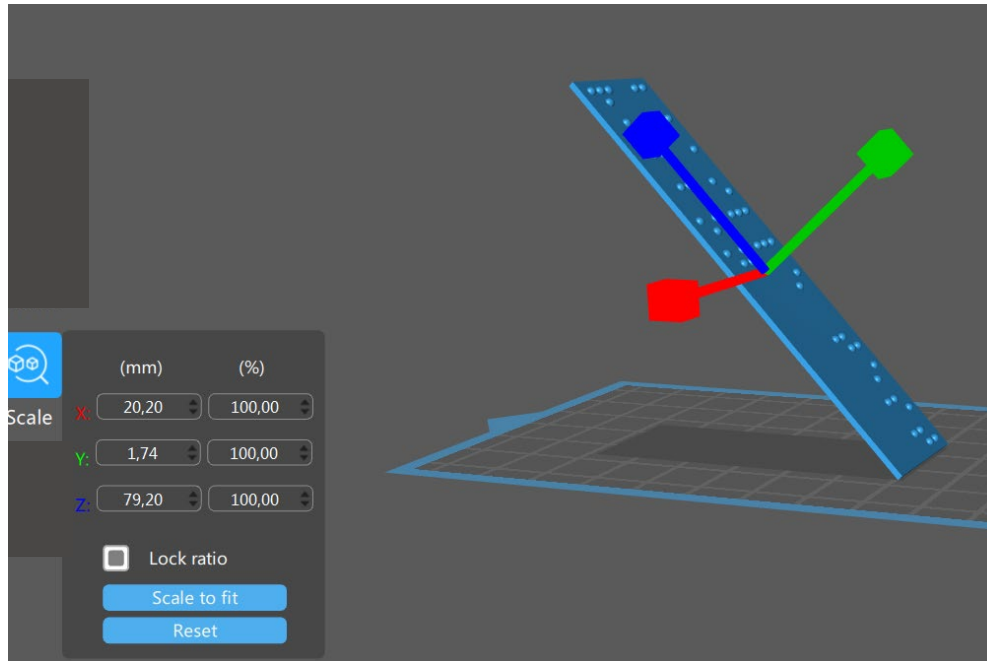 (mm) (%)
Scale
X: 20,20 100,00
Y: 1,74 100,00
Z: 79,20 100,00
Lock ratio
Scale to fit
Reset